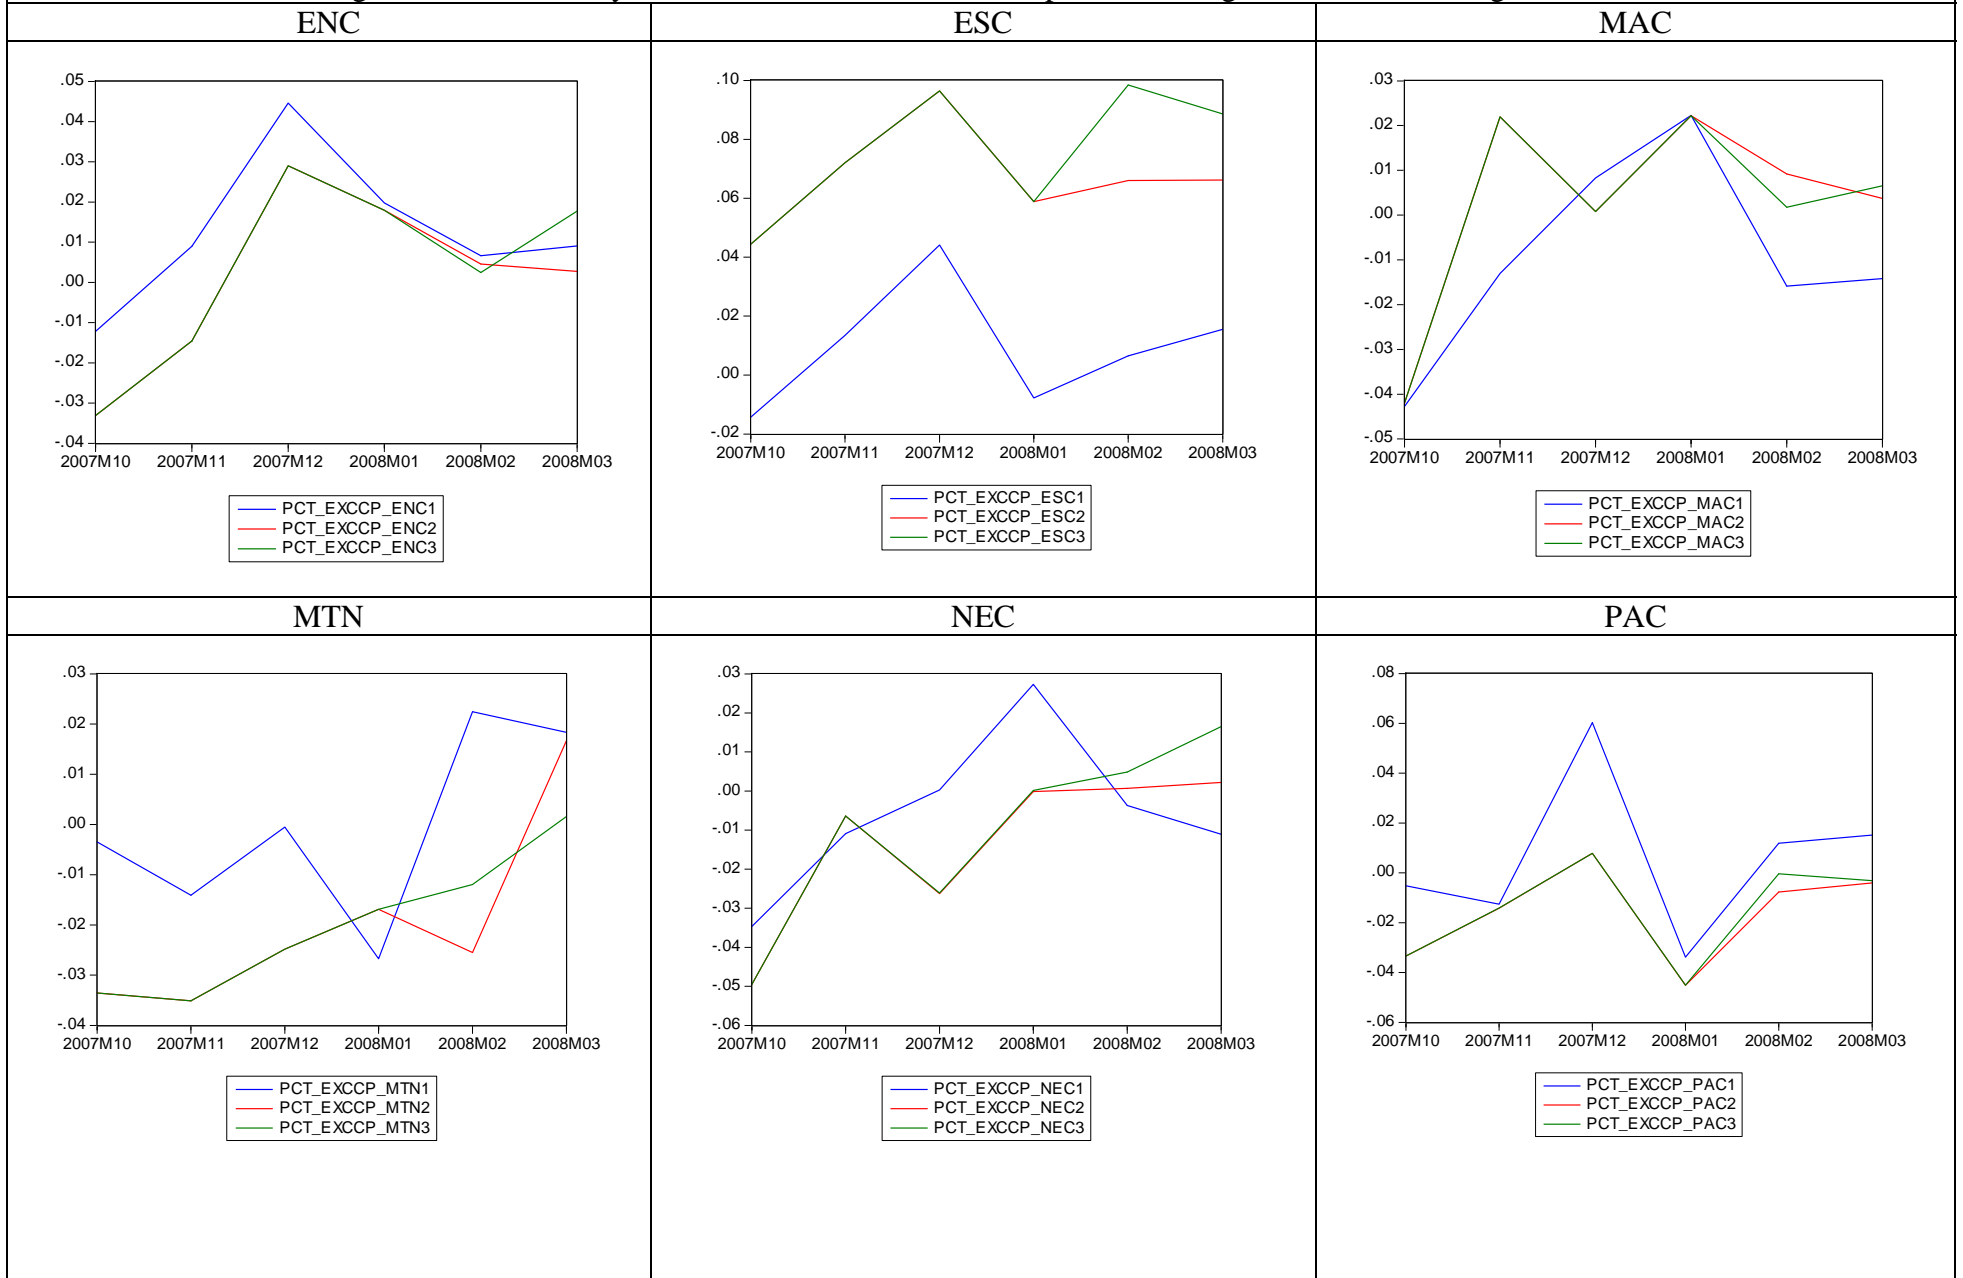 ENC
ESC
MAC
.05
.04
.03
.02
.01
.00
-.01
-.02
-.03
-.04
2007M10 2007M11 2007M12 2008M01 2008M02 2008M03
PCT_EXCCP_ENC1
PCT_EXCCP_ENC2
PCT_EXCCP_ENC3
.10
.08
.06
.04
.02
.00
-.02
2007M10 2007M11 2007M12 2008M01 2008M02 2008M03
PCT_EXCCP_ESC1
PCT_EXCCP_ESC2
PCT_EXCCP_ESC3
.03
.02
.01
.00
-.01
-.02
-.03
-.04
-.05
2007M10 2007M11 2007M12 2008M01 2008M02 2008M03
PCT_EXCCP_MAC1
PCT_EXCCP_MAC2
PCT_EXCCP_MAC3
MTN
NEC
PAC
.03
.02
.01
.00
-.01
-.02
-.03
-.04
2007M10 2007M11 2007M12 2008M01 2008M02 2008M03
PCT_EXCCP_MTN1
PCT_EXCCP_MTN2
PCT_EXCCP_MTN3
.03
.02
.01
.00
-.01
-.02
-.03
-.04
-.05
-.06
2007M10 2007M11 2007M12 2008M01 2008M02 2008M03
PCT_EXCCP_NEC1
PCT_EXCCP_NEC2
PCT_EXCCP_NEC3
.08
.06
.04
.02
.00
-.02
-.04
-.06
2007M10 2007M11 2007M12 2008M01 2008M02 2008M03
PCT_EXCCP_PAC1
PCT_EXCCP_PAC2
PCT_EXCCP_PAC3